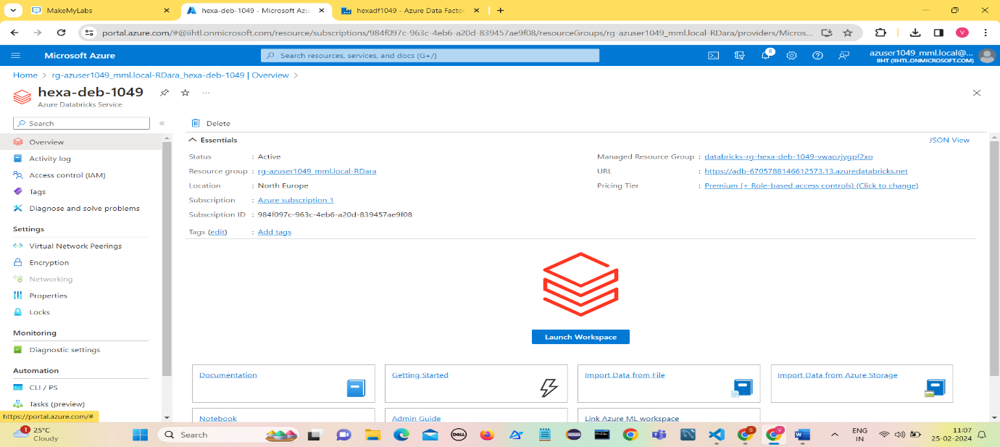 MakeMyLabs
hexa-deb-1049 - Microsoft Azu
hexadf1049 - Azure Data Factor
portal.azure.com/#@iihtl.onmicrosoft.com/resource/subscriptions/984f097c-963c-4eb6-a20d-839457ae9f08/resourceGroups/rg-azuser1049_mml.local-RDara/providers/Micros...
V
Microsoft Azure
Search resources, services, and docs (G+/)
8
azuser1049_mml.local@...
IIHT (IIHTL.ONMICROSOFT.COM)
Home > rg-azuser1049_mml.local-RDara_hexa-deb-1049 | Overview >
hexa-deb-1049
Azure Databricks Service
Search
Delete
Overview
Activity log
Access control (IAM)
Tags
Diagnose and solve problems
Settings
Virtual Network Peerings
Encryption
Networking
Properties
Locks
Monitoring
Diagnostic settings
Automation
CLI / PS
Tasks (preview)
Essentials
JSON View
Status : Active
Resource group : rg-azuser1049_mml.local-RDara
Location : North Europe
Subscription : Azure subscription 1
Subscription ID : 984f097c-963c-4eb6-a20d-839457ae9f08
Tags (edit) : Add tags
Managed Resource Group : databricks-rg-hexa-deb-1049-vwaozjygpf2xo
URL : https://adb-6705788146612573.13.azuredatabricks.net
Pricing Tier : Premium (+ Role-based access controls) (Click to change)
Launch Workspace
Documentation
Getting Started
Import Data from File
Import Data from Azure Storage
Notebook
Admin Guide
Link Azure ML workspace
https://portal.azure.com/#
1
25°C
Cloudy
Search
DELL
S
V
ENG
IN
11:07
25-02-2024